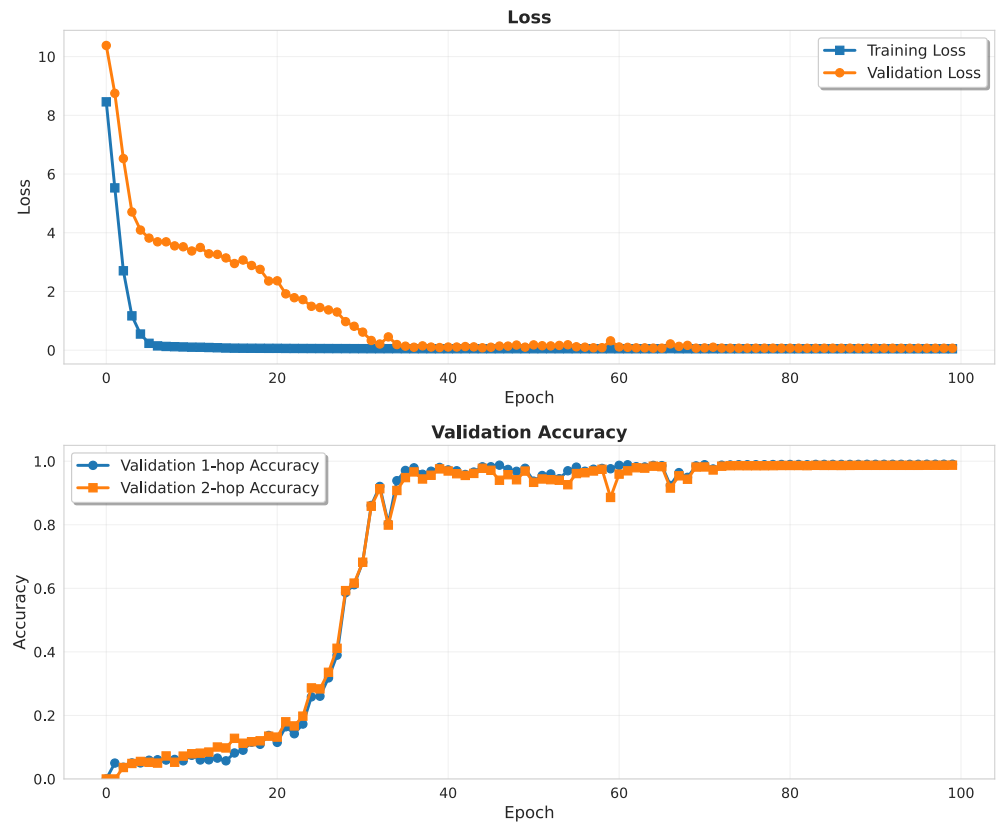 Loss
10
8
6
4
2
0
Loss
Training Loss
Validation Loss
0
20
40
60
80
100
Epoch
Validation Accuracy
1.0
0.8
0.6
0.4
0.2
0.0
Accuracy
Validation 1-hop Accuracy
Validation 2-hop Accuracy
0
20
40
60
80
100
Epoch